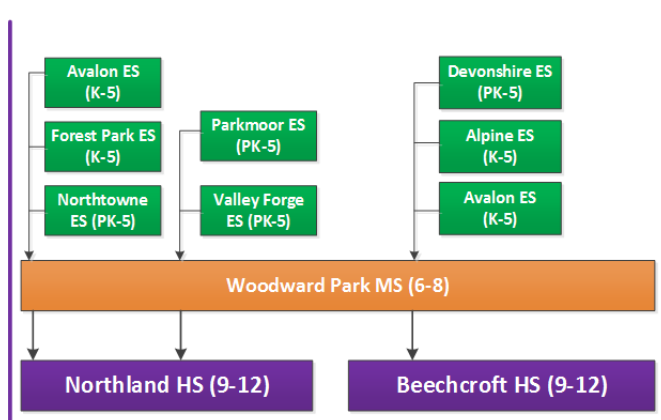 Avalon ES
(K-5)
Forest Park ES
(K-5)
Northtowne
ES (PK-5)
Parkmoor ES
(PK-5)
Valley Forge
ES (PK-5)
Devonshire ES
(PK-5)
Alpine ES
(K-5)
Avalon ES
(K-5)
Woodward Park MS (6-8)
Northland HS (9-12)
Beechcroft HS (9-12)